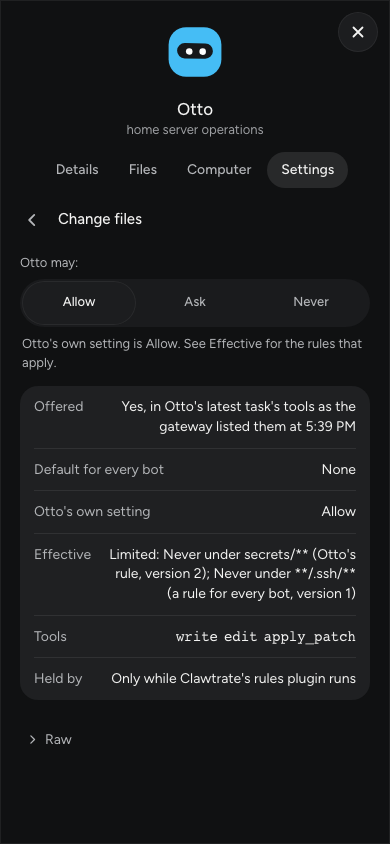 Otto
home server operations
Details Files Computer Settings
Change files
Otto may:
Allow Ask Never
Otto's own setting is Allow. See Effective for the rules that
apply.
Offered Yes, in Otto's latest task's tools as the
gateway listed them at 5:39 PM
Default for every bot None
Otto's own setting Allow
Effective Limited: Never under secrets/** (Otto's
rule, version 2); Never under **/.ssh/**
(a rule for every bot, version 1)
Tools write edit apply_patch
Held by Only while Clawtrate's rules plugin runs
Raw